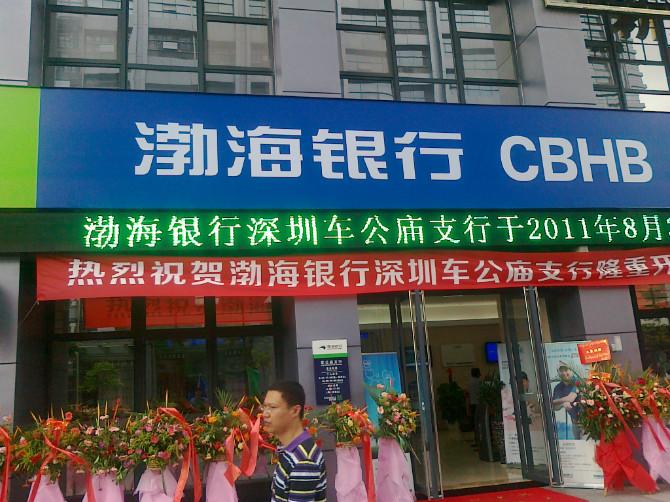 渤海银行 CBHB
渤海银行深圳车公庙支行于2011年8月
热烈祝贺渤海银行深圳车公庙支行隆重开